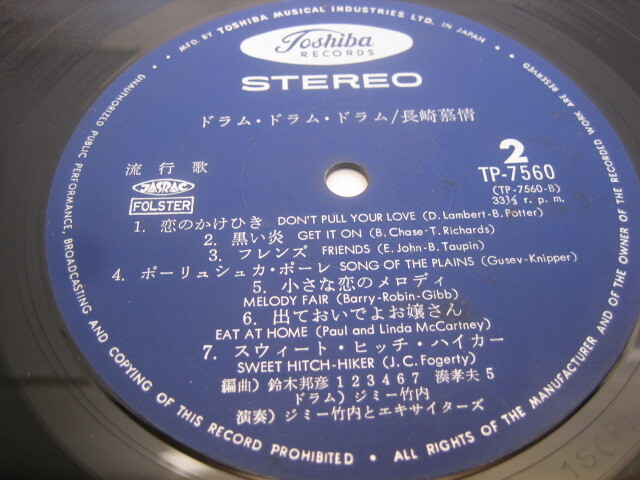 • MFD. BY TOSHIBA MUSICAL INDUSTRIES LTD. IN JAPAN •
Toshiba
RECORDS
STEREO
ドラム・ドラム・ドラム/長崎慕情
流行歌
JASRAC
FOLSTER
2
TP-7560
(TP-7560-B)
33⅓ r. p. m.
1. 恋のかけひき DON'T PULL YOUR LOVE (D. Lambert-B. Potter)
2. 黒い炎 GET IT ON (B. Chase-T. Richards)
3. フレンズ FRIENDS (E. John-B. Taupin)
4. ポーリュシュカ・ポーレ SONG OF THE PLAINS (Gusev-Knipper)
5. 小さな恋のメロディ
MELODY FAIR (Barry-Robin-Gibb)
6. 出ておいでよお嬢さん
EAT AT HOME (Paul and Linda McCartney)
7. スウィート・ヒッチ・ハイカー
SWEET HITCH-HIKER (J. C. Fogerty)
編曲) 鈴木邦彦 1 2 3 4 6 7 湊孝夫 5
ドラム) ジミー竹内
演奏) ジミー竹内とエキサイターズ
UNAUTHORIZED PUBLIC PERFORMANCE, BROADCASTING AND COPYING OF THIS RECORD PROHIBITED • ALL RIGHTS OF THE MANUFACTURER AND OF THE OWNER OF THE RECORDED WORK ARE RESERVED